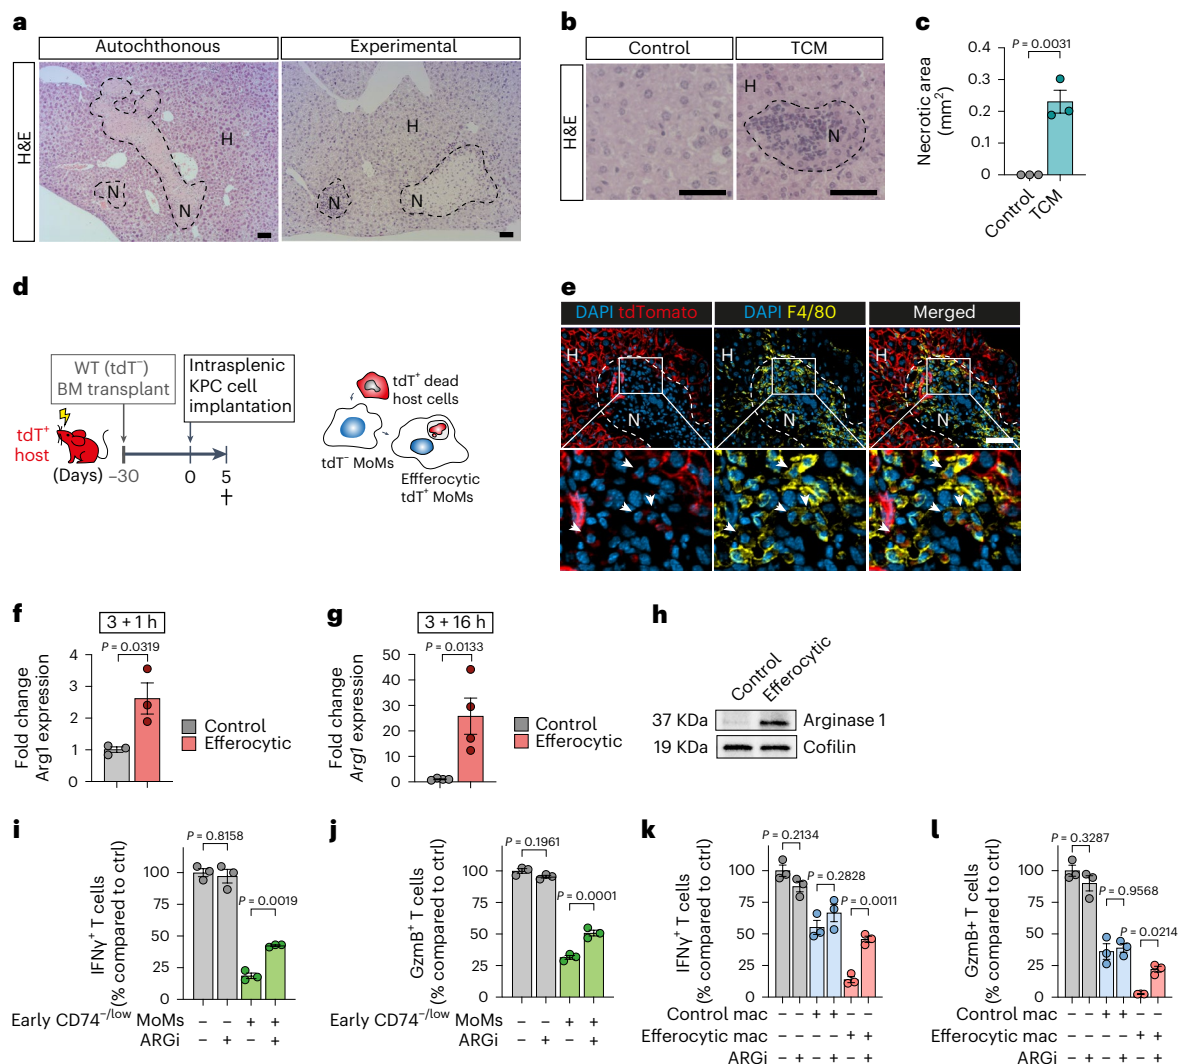 a
Autochthonous
Experimental
H&E
H
N
N
H
N
N
b
Control
TCM
H&E
H
N
c
P = 0.0031
Necrotic area
(mm2)
0.4
0.3
0.2
0.1
0
Control
TCM
d
WT (tdT–)
BM transplant
Intrasplenic
KPC cell
implantation
tdT+
host
(Days)
–30
0
5
tdT+ dead
host cells
tdT– MoMs
Effferocytic
tdT+ MoMs
e
DAPI tdTomato
DAPI F4/80
Merged
H
N
H
N
H
N
f
3 + 1 h
P = 0.0319
Fold change
Arg1 expression
4
3
2
1
0
Control
Efferocytic
g
3 + 16 h
P = 0.0133
Fold change
Arg1 expression
50
40
30
20
10
0
Control
Efferocytic
h
Control
Efferocytic
37 KDa
Arginase 1
19 KDa
Cofilin
i
P = 0.8158
P = 0.0019
IFNγ+ T cells
(% compared to ctrl)
100
75
50
25
0
Early CD74–/low MoMs
– – + +
ARGi
– + – +
j
P = 0.1961
P = 0.0001
GzmB+ T cells
(% compared to ctrl)
100
75
50
25
0
Early CD74–/low MoMs
– – + +
ARGi
– + – +
k
P = 0.2134
P = 0.2828
P = 0.0011
IFNγ+ T cells
(% compared to ctrl)
100
75
50
25
0
Control mac
– – + + – –
Efferocytic mac
– – – – + +
ARGi
– + – + – +
l
P = 0.3287
P = 0.9568
P = 0.0214
GzmB+ T cells
(% compared to ctrl)
100
75
50
25
0
Control mac
– – + + – –
Efferocytic mac
– – – – + +
ARGi
– + – + – +